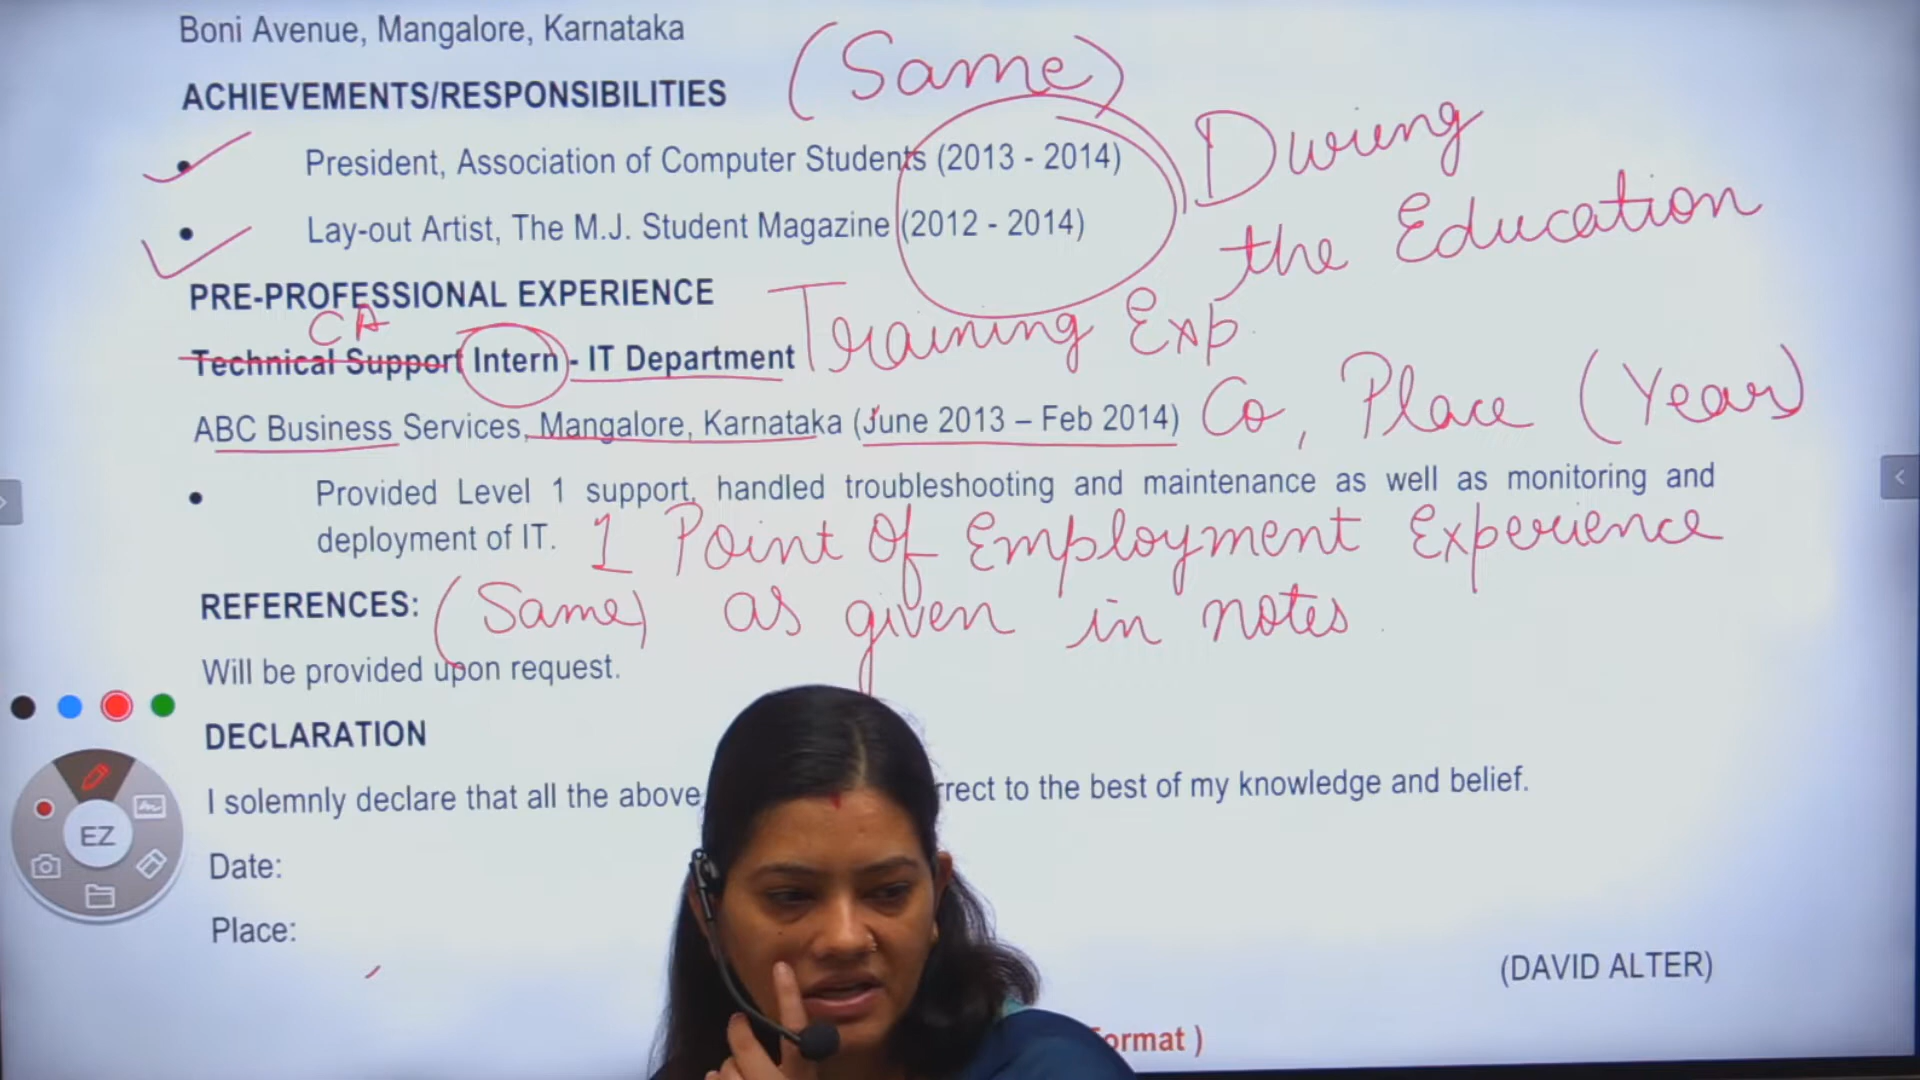 Boni Avenue, Mangalore, Karnataka
(Same)
ACHIEVEMENTS/RESPONSIBILITIES
• President, Association of Computer Students (2013 - 2014)
During
the Education
• Lay-out Artist, The M.J. Student Magazine (2012 - 2014)
PRE-PROFESSIONAL EXPERIENCE
Training Exp
CA
Technical Support Intern - IT Department
ABC Business Services, Mangalore, Karnataka (June 2013 – Feb 2014)
Co, Place (Year)
• Provided Level 1 support, handled troubleshooting and maintenance as well as monitoring and
deployment of IT.
1 Point Of Employment Experience
REFERENCES:
(Same) as given in notes
Will be provided upon request.
DECLARATION
I solemnly declare that all the above to the best of my knowledge and belief.
EZ
Date:
Place:
(DAVID ALTER)